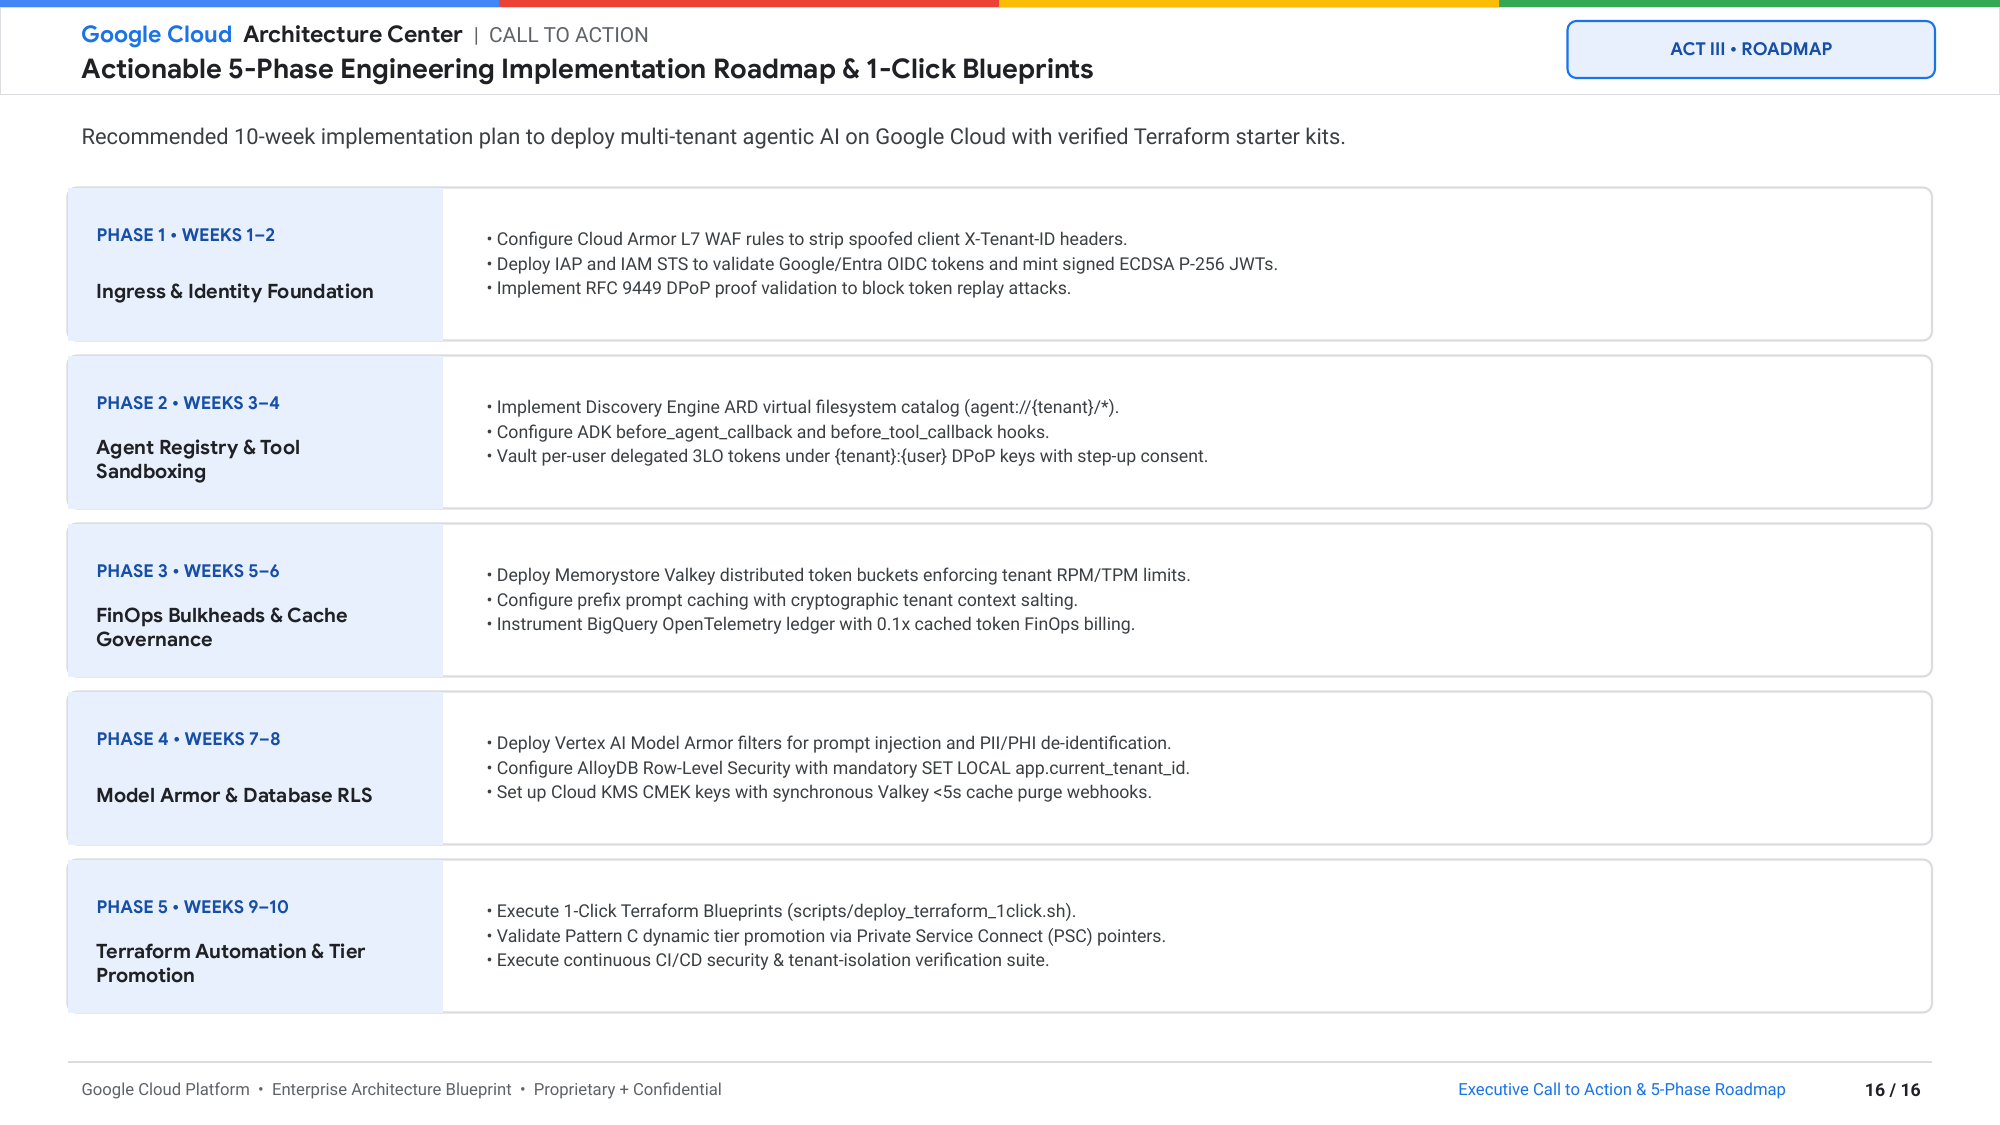 Google Cloud Architecture Center | CALL TO ACTION
Actionable 5-Phase Engineering Implementation Roadmap & 1-Click Blueprints
ACT III • ROADMAP
Recommended 10-week implementation plan to deploy multi-tenant agentic AI on Google Cloud with verified Terraform starter kits.
PHASE 1 • WEEKS 1–2
Ingress & Identity Foundation
• Configure Cloud Armor L7 WAF rules to strip spoofed client X-Tenant-ID headers.
• Deploy IAP and IAM STS to validate Google/Entra OIDC tokens and mint signed ECDSA P-256 JWTs.
• Implement RFC 9449 DPoP proof validation to block token replay attacks.
PHASE 2 • WEEKS 3–4
Agent Registry & Tool
Sandboxing
• Implement Discovery Engine ARD virtual filesystem catalog (agent://{tenant}/*).
• Configure ADK before_agent_callback and before_tool_callback hooks.
• Vault per-user delegated 3LO tokens under {tenant}:{user} DPoP keys with step-up consent.
PHASE 3 • WEEKS 5–6
FinOps Bulkheads & Cache
Governance
• Deploy Memorystore Valkey distributed token buckets enforcing tenant RPM/TPM limits.
• Configure prefix prompt caching with cryptographic tenant context salting.
• Instrument BigQuery OpenTelemetry ledger with 0.1x cached token FinOps billing.
PHASE 4 • WEEKS 7–8
Model Armor & Database RLS
• Deploy Vertex AI Model Armor filters for prompt injection and PII/PHI de-identification.
• Configure AlloyDB Row-Level Security with mandatory SET LOCAL app.current_tenant_id.
• Set up Cloud KMS CMEK keys with synchronous Valkey <5s cache purge webhooks.
PHASE 5 • WEEKS 9–10
Terraform Automation & Tier
Promotion
• Execute 1-Click Terraform Blueprints (scripts/deploy_terraform_1click.sh).
• Validate Pattern C dynamic tier promotion via Private Service Connect (PSC) pointers.
• Execute continuous CI/CD security & tenant-isolation verification suite.
Google Cloud Platform • Enterprise Architecture Blueprint • Proprietary + Confidential
Executive Call to Action & 5-Phase Roadmap
16 / 16